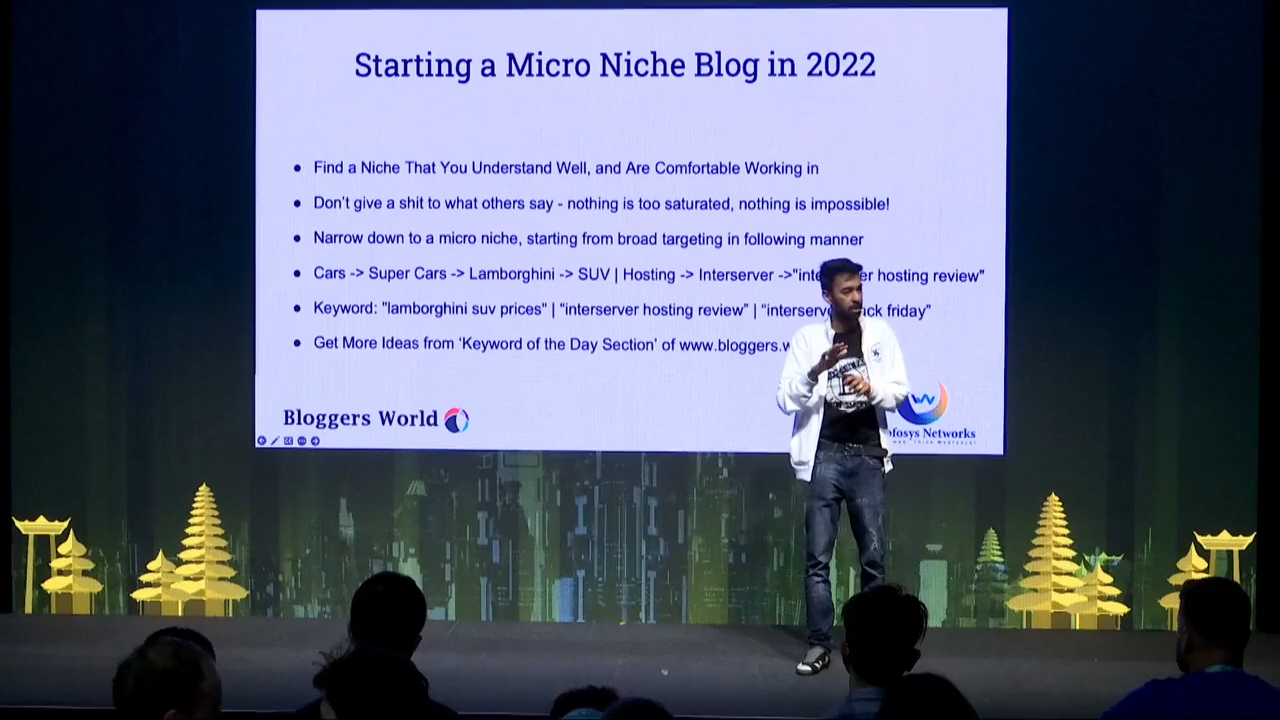 Starting a Micro Niche Blog in 2022
● Find a Niche That You Understand Well, and Are Comfortable Working in
● Don't give a shit to what others say - nothing is too saturated, nothing is impossible!
● Narrow down to a micro niche, starting from broad targeting in following manner
● Cars -> Super Cars -> Lamborghini -> SUV | Hosting -> Interserver ->"inte er hosting review"
● Keyword: "lamborghini suv prices" | "interserver hosting review" | "interserv ck friday"
● Get More Ideas from 'Keyword of the Day Section' of www.bloggers.w
Bloggers World
fosys Networks